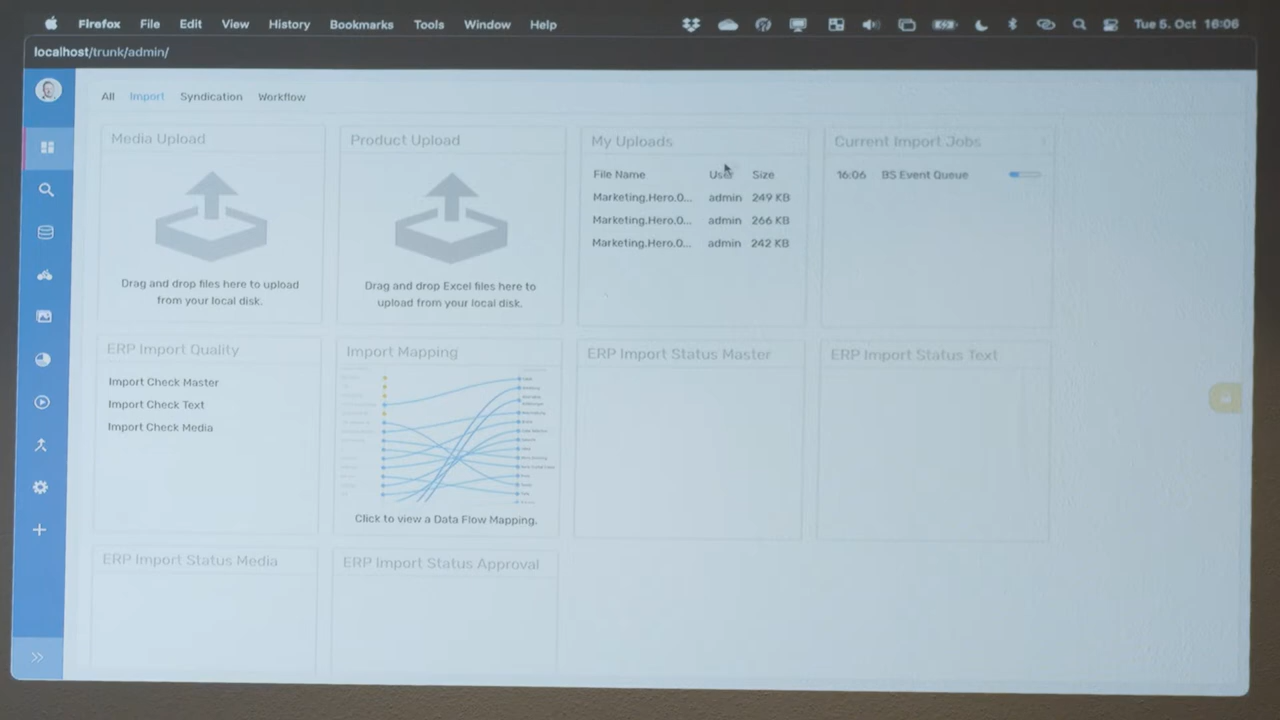 Firefox File Edit View History Bookmarks Tools Window Help Tue 5. Oct 16:06
localhost/trunk/admin/
All Import Syndication Workflow
Media Upload
Drag and drop files here to upload
from your local disk.
Product Upload
Drag and drop Excel files here to
upload from your local disk.
My Uploads
File Name User Size
Marketing.Hero.0... admin 249 KB
Marketing.Hero.0... admin 266 KB
Marketing.Hero.0... admin 242 KB
Current Import Jobs
16:06 BS Event Queue
ERP Import Quality
Import Check Master
Import Check Text
Import Check Media
Import Mapping
Click to view a Data Flow Mapping.
ERP Import Status Master
ERP Import Status Text
ERP Import Status Media
ERP Import Status Approval